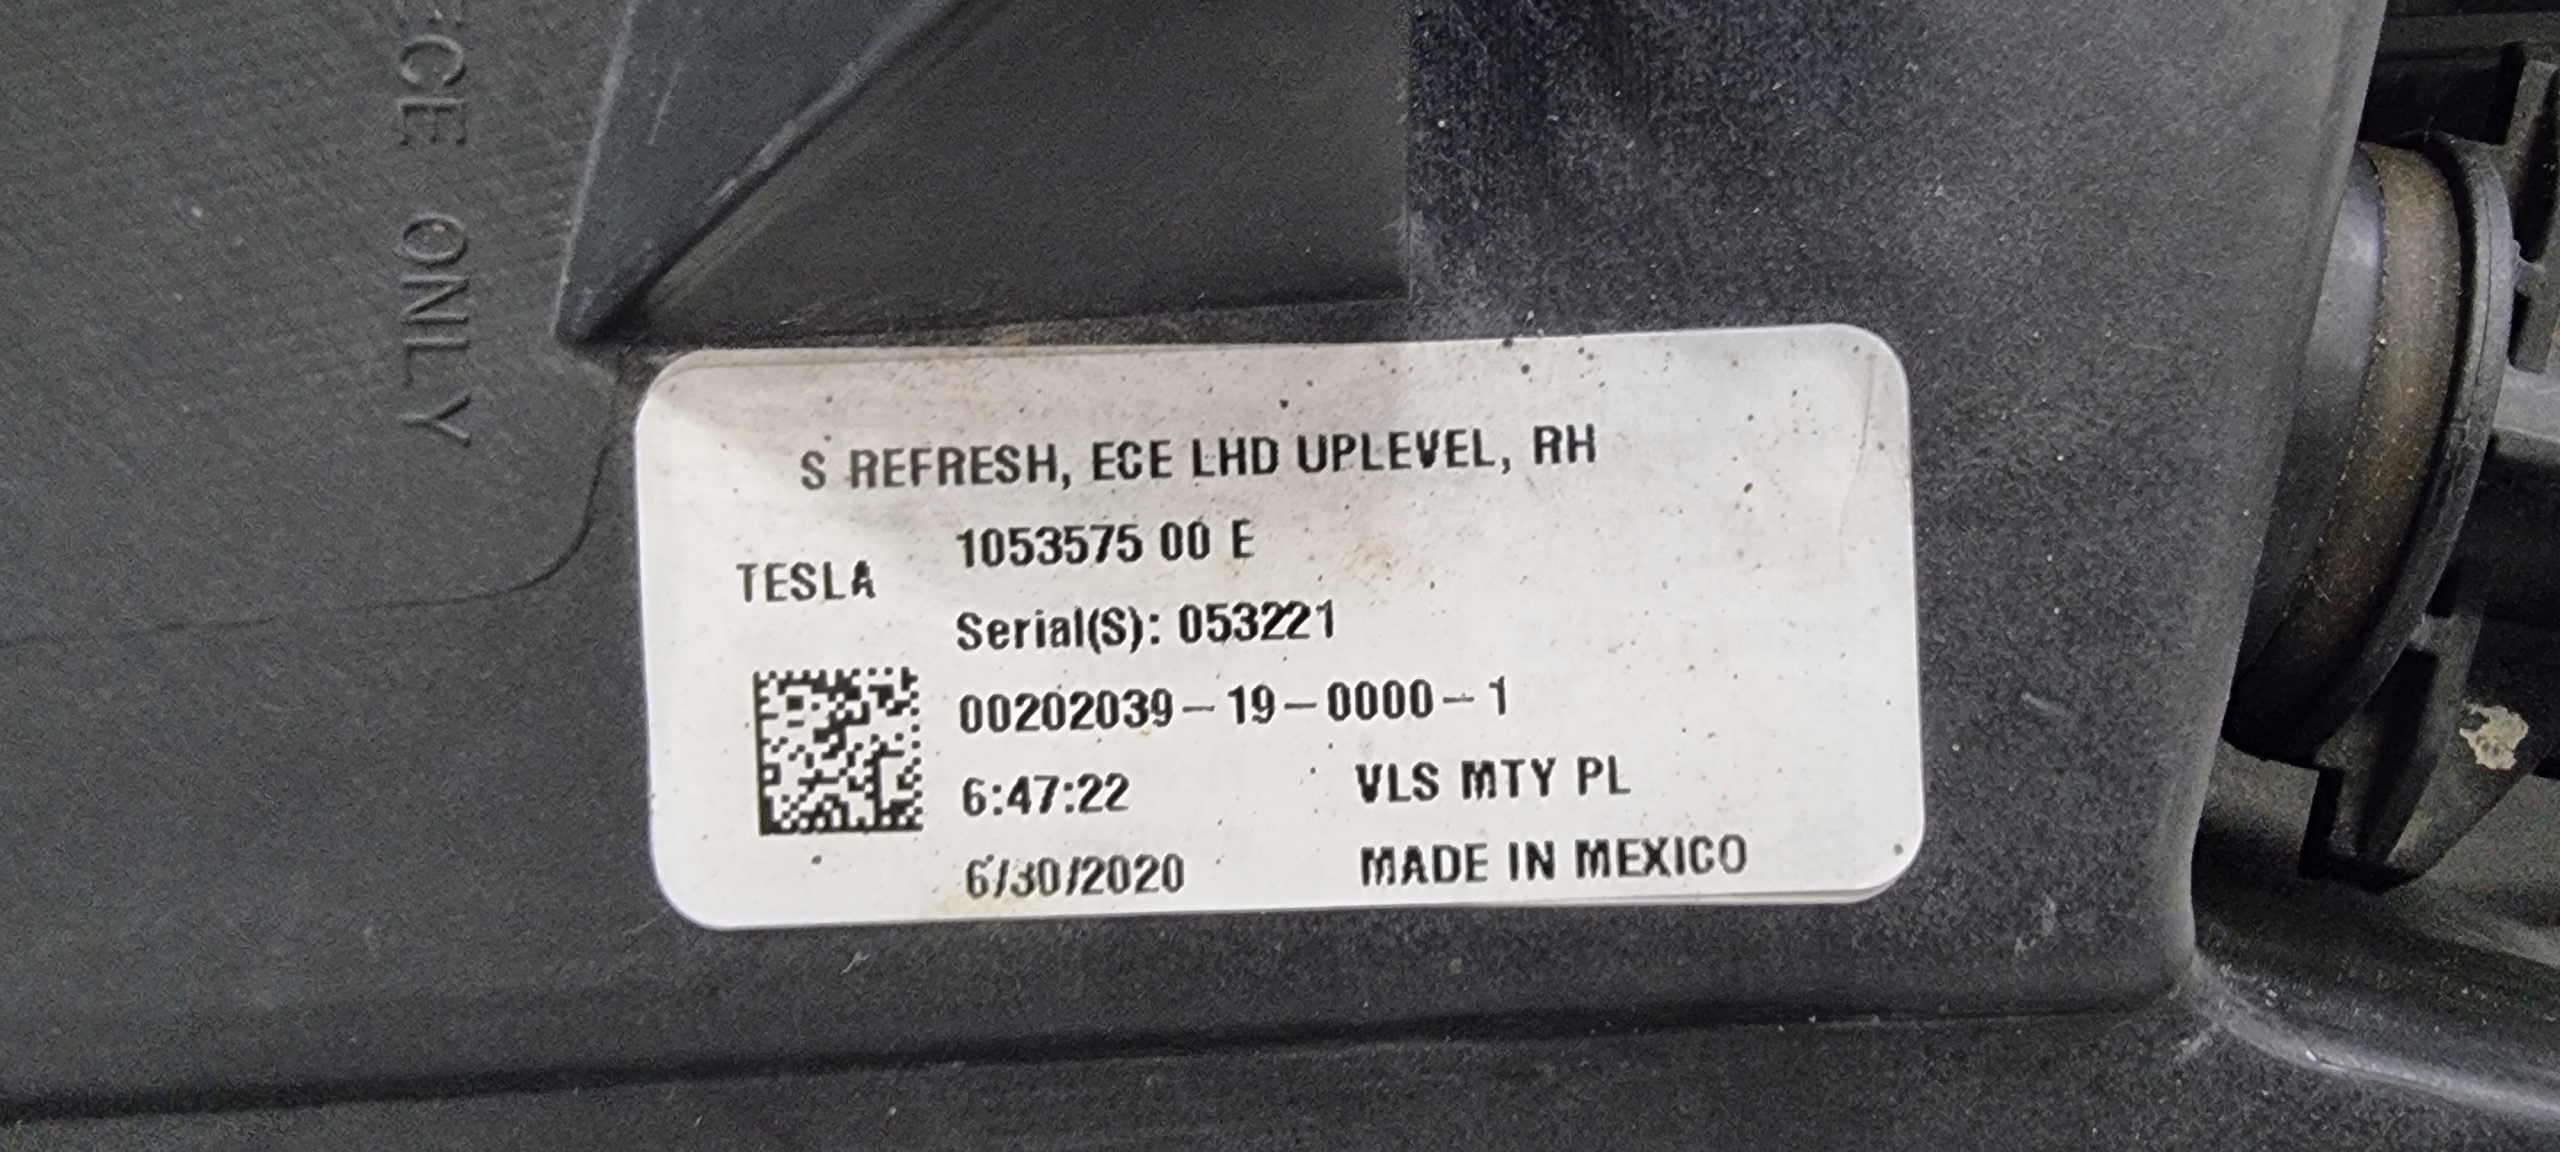 ECE ONLY
S REFRESH, ECE LHD UPLEVEL, RH
1053575 00 E
TESLA
Serial(S): 053221
00202039-19-0000-1
6:47:22 VLS MTY PL
6/30/2020 MADE IN MEXICO